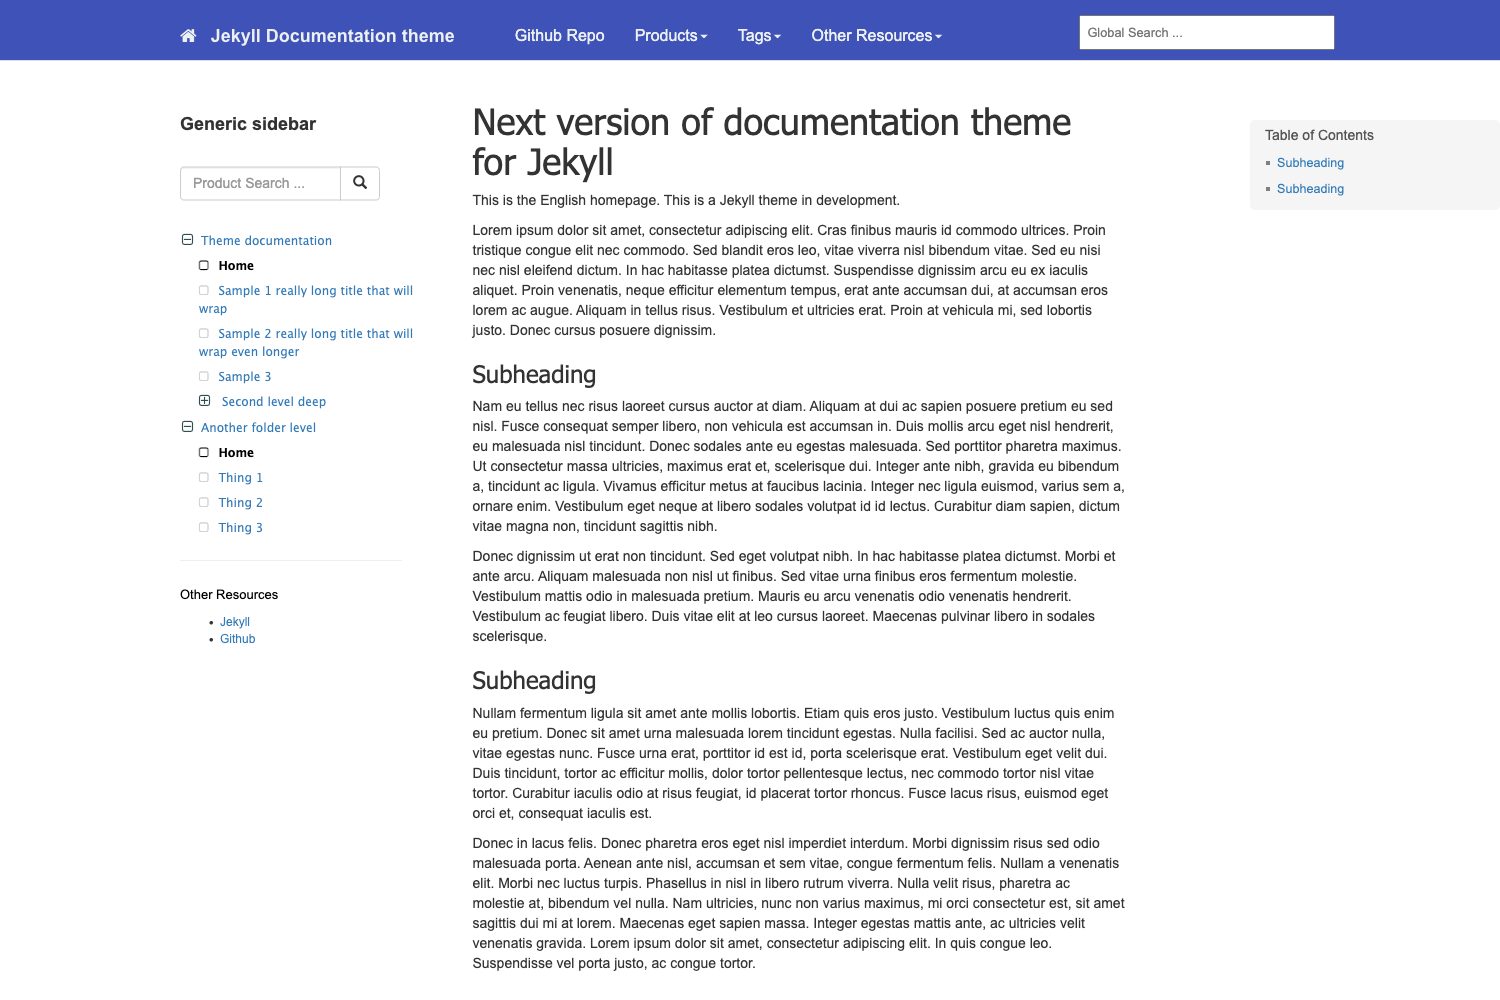 Jekyll Documentation theme
Github Repo
Products
Tags
Other Resources
Global Search ...
Generic sidebar
Product Search ...
Theme documentation
Home
Sample 1 really long title that will
wrap
Sample 2 really long title that will
wrap even longer
Sample 3
Second level deep
Another folder level
Home
Thing 1
Thing 2
Thing 3
Other Resources
Jekyll
Github
Next version of documentation theme
for Jekyll
This is the English homepage. This is a Jekyll theme in development.
Lorem ipsum dolor sit amet, consectetur adipiscing elit. Cras finibus mauris id commodo ultrices. Proin
tristique congue elit nec commodo. Sed blandit eros leo, vitae viverra nisl bibendum vitae. Sed eu nisi
nec nisl eleifend dictum. In hac habitasse platea dictumst. Suspendisse dignissim arcu eu ex iaculis
aliquet. Proin venenatis, neque efficitur elementum tempus, erat ante accumsan dui, at accumsan eros
lorem ac augue. Aliquam in tellus risus. Vestibulum et ultricies erat. Proin at vehicula mi, sed lobortis
justo. Donec cursus posuere dignissim.
Subheading
Nam eu tellus nec risus laoreet cursus auctor at diam. Aliquam at dui ac sapien posuere pretium eu sed
nisl. Fusce consequat semper libero, non vehicula est accumsan in. Duis mollis arcu eget nisl hendrerit,
eu malesuada nisl tincidunt. Donec sodales ante eu egestas malesuada. Sed porttitor pharetra maximus.
Ut consectetur massa ultricies, maximus erat et, scelerisque dui. Integer ante nibh, gravida eu bibendum
a, tincidunt ac ligula. Vivamus efficitur metus at faucibus lacinia. Integer nec ligula euismod, varius sem a,
ornare enim. Vestibulum eget neque at libero sodales volutpat id id lectus. Curabitur diam sapien, dictum
vitae magna non, tincidunt sagittis nibh.
Donec dignissim ut erat non tincidunt. Sed eget volutpat nibh. In hac habitasse platea dictumst. Morbi et
ante arcu. Aliquam malesuada non nisl ut finibus. Sed vitae urna finibus eros fermentum molestie.
Vestibulum mattis odio in malesuada pretium. Mauris eu arcu venenatis odio venenatis hendrerit.
Vestibulum ac feugiat libero. Duis vitae elit at leo cursus laoreet. Maecenas pulvinar libero in sodales
scelerisque.
Subheading
Nullam fermentum ligula sit amet ante mollis lobortis. Etiam quis eros justo. Vestibulum luctus quis enim
eu pretium. Donec sit amet urna malesuada lorem tincidunt egestas. Nulla facilisi. Sed ac auctor nulla,
vitae egestas nunc. Fusce urna erat, porttitor id est id, porta scelerisque erat. Vestibulum eget velit dui.
Duis tincidunt, tortor ac efficitur mollis, dolor tortor pellentesque lectus, nec commodo tortor nisl vitae
tortor. Curabitur iaculis odio at risus feugiat, id placerat tortor rhoncus. Fusce lacus risus, euismod eget
orci et, consequat iaculis est.
Donec in lacus felis. Donec pharetra eros eget nisl imperdiet interdum. Morbi dignissim risus sed odio
malesuada porta. Aenean ante nisl, accumsan et sem vitae, congue fermentum felis. Nullam a venenatis
elit. Morbi nec luctus turpis. Phasellus in nisl in libero rutrum viverra. Nulla velit risus, pharetra ac
molestie at, bibendum vel nulla. Nam ultricies, nunc non varius maximus, mi orci consectetur est, sit amet
sagittis dui mi at lorem. Maecenas eget sapien massa. Integer egestas mattis ante, ac ultricies velit
venenatis gravida. Lorem ipsum dolor sit amet, consectetur adipiscing elit. In quis congue leo.
Suspendisse vel porta justo, ac congue tortor.
Table of Contents
Subheading
Subheading